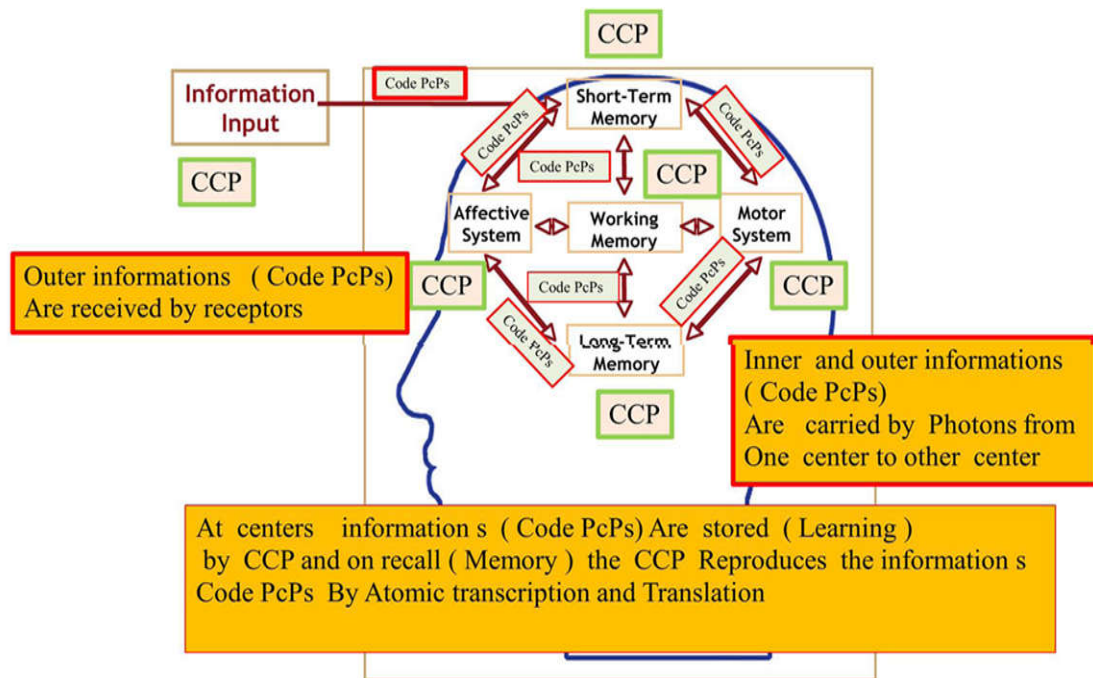 CCP
Code PcPs
Information
Input
CCP
Short-Term
Memory
Code PcPs
Code PcPs
Code PcPs
CCP
Affective
System
Working
Memory
Motor
System
Outer informations ( Code PcPs)
Are received by receptors
CCP
Code PcPs
Code PcPs
CCP
Code PcPs
Long-Term
Memory
CCP
Inner and outer informations
( Code PcPs)
Are carried by Photons from
One center to other center
At centers information s ( Code PcPs) Are stored ( Learning )
by CCP and on recall ( Memory ) the CCP Reproduces the information s
Code PcPs By Atomic transcription and Translation